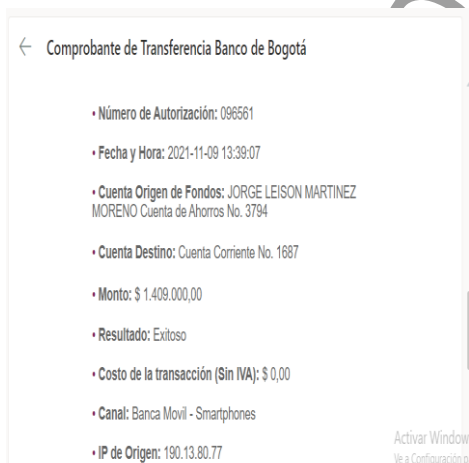 Comprobante de Transferencia Banco de Bogotá
• Número de Autorización: 096561
• Fecha y Hora: 2021-11-09 13:39:07
• Cuenta Origen de Fondos: JORGE LEISON MARTINEZ
MORENO Cuenta de Ahorros No. 3794
• Cuenta Destino: Cuenta Corriente No. 1687
• Monto: $ 1.409.000,00
• Resultado: Exitoso
• Costo de la transacción (Sin IVA): $ 0,00
• Canal: Banca Movil - Smartphones
• IP de Origen: 190.13.80.77
Activar Window
Ve a Configuración p